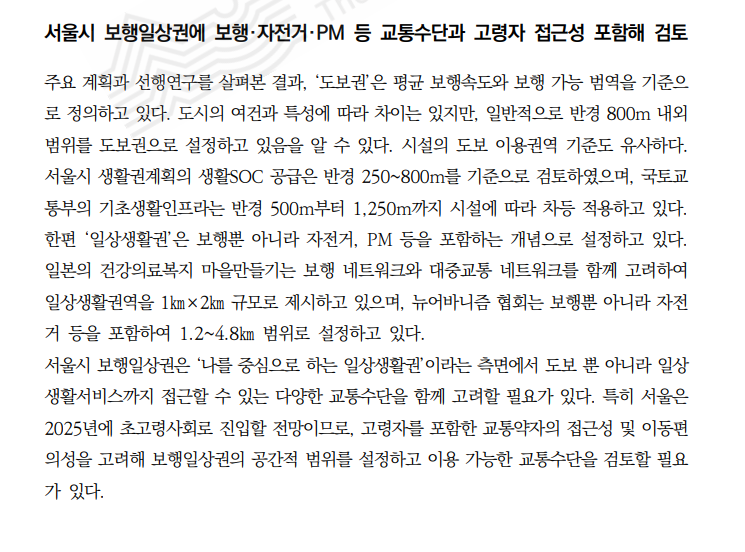 서울시 보행일상권에 보행·자전거·PM 등 교통수단과 고령자 접근성 포함해 검토
주요 계획과 선행연구를 살펴본 결과, ‘도보권’은 평균 보행속도와 보행 가능 범역을 기준으
로 정의하고 있다. 도시의 여건과 특성에 따라 차이는 있지만, 일반적으로 반경 800m 내외
범위를 도보권으로 설정하고 있음을 알 수 있다. 시설의 도보 이용권역 기준도 유사하다.
서울시 생활권계획의 생활SOC 공급은 반경 250~800m를 기준으로 검토하였으며, 국토교
통부의 기초생활인프라는 반경 500m부터 1,250m까지 시설에 따라 차등 적용하고 있다.
한편 ‘일상생활권’은 보행뿐 아니라 자전거, PM 등을 포함하는 개념으로 설정하고 있다.
일본의 건강의료복지 마을만들기는 보행 네트워크와 대중교통 네트워크를 함께 고려하여
일상생활권역을 1㎞×2㎞ 규모로 제시하고 있으며, 뉴어바니즘 협회는 보행뿐 아니라 자전
거 등을 포함하여 1.2~4.8㎞ 범위로 설정하고 있다.
서울시 보행일상권은 ‘나를 중심으로 하는 일상생활권’이라는 측면에서 도보 뿐 아니라 일상
생활서비스까지 접근할 수 있는 다양한 교통수단을 함께 고려할 필요가 있다. 특히 서울은
2025년에 초고령사회로 진입할 전망이므로, 고령자를 포함한 교통약자의 접근성 및 이동편
의성을 고려해 보행일상권의 공간적 범위를 설정하고 이용 가능한 교통수단을 검토할 필요
가 있다.